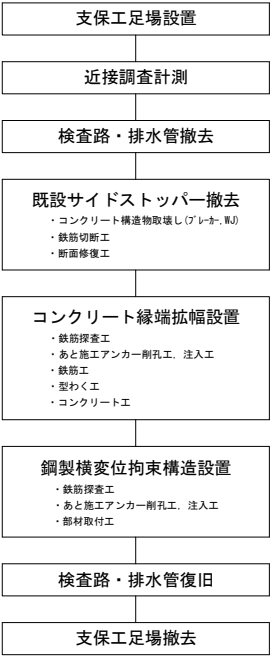 支保工足場設置
近接調査計測
検査路・排水管撤去
既設サイドストッパー撤去
・コンクリート構造物取壊し(ﾌﾞﾚｰｶｰ,WJ)
・鉄筋切断工
・断面修復工
コンクリート縁端拡幅設置
・鉄筋探査工
・あと施工アンカー削孔工，注入工
・鉄筋工
・型わく工
・コンクリート工
鋼製横変位拘束構造設置
・鉄筋探査工
・あと施工アンカー削孔工，注入工
・部材取付工
検査路・排水管復旧
支保工足場撤去